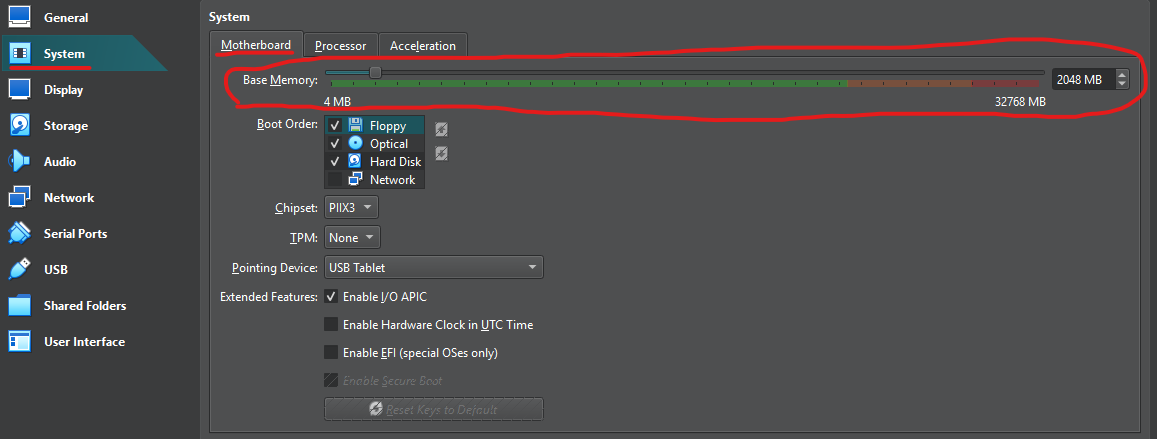 General
System
Display
Storage
Audio
Network
Serial Ports
USB
Shared Folders
User Interface
System
Motherboard Processor Acceleration
Base Memory: 2048 MB
4 MB 32768 MB
Boot Order: Floppy
Optical
Hard Disk
Network
Chipset: PIIX3
TPM: None
Pointing Device: USB Tablet
Extended Features: Enable I/O APIC
Enable Hardware Clock in UTC Time
Enable EFI (special OSes only)
Enable Secure Boot
Reset Keys to Default